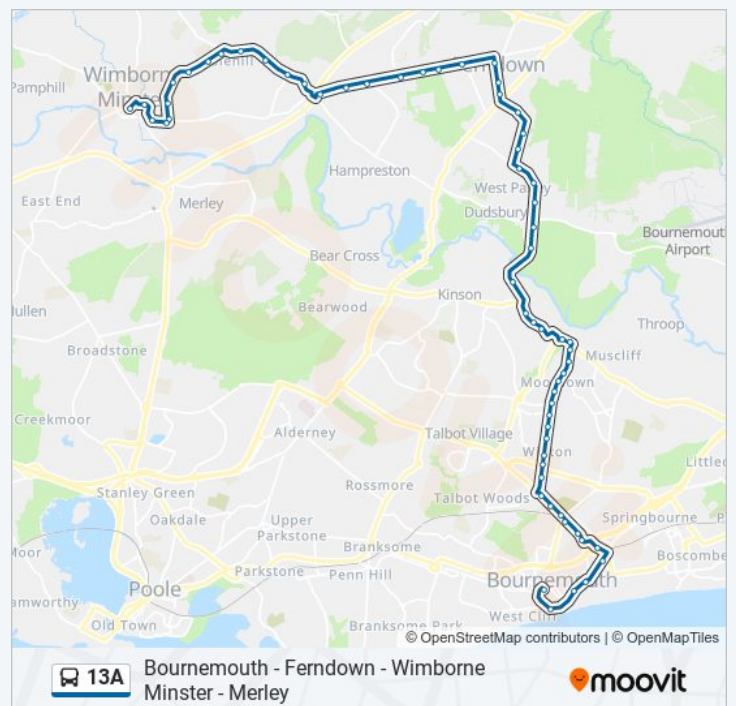 Pamphill
Wimborne
Minster
Hampreston
East End
Merley
West Parley
Dudsbury
Bournemouth
Airport
Bear Cross
Kinson
Bearwood
Throop
Broadstone
Muscliff
Creekmoor
Alderney
Talbot Village
Winton
Stanley Green
Rossmore
Talbot Woods
Oakdale
Upper
Parkstone
Springbourne
Branksome
Boscombe
Parkstone
Penn Hill
Bournemouth
Poole
Old Town
Branksome Park
West Cliff
© OpenStreetMap contributors | © OpenMapTiles
13A
Bournemouth - Ferndown - Wimborne
Minster - Merley
moovit